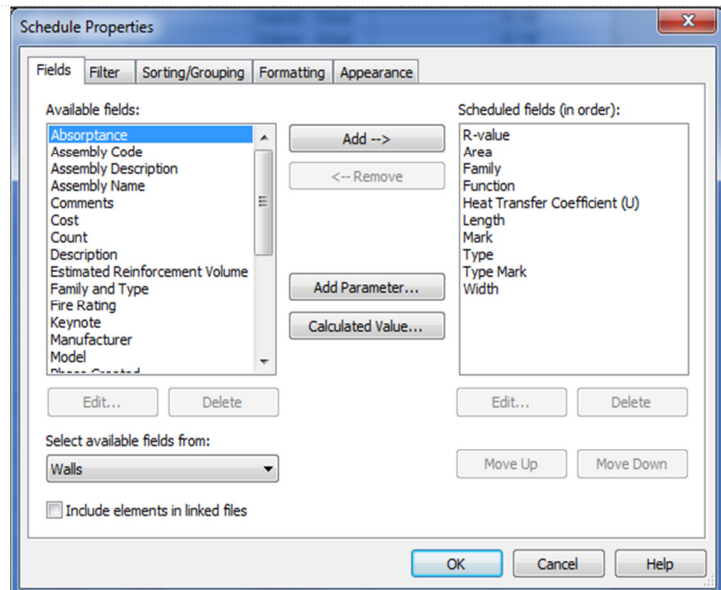 Schedule Properties
Fields Filter Sorting/Grouping Formatting Appearance
Available fields:
Absorptance
Assembly Code
Assembly Description
Assembly Name
Comments
Cost
Count
Description
Estimated Reinforcement Volume
Family and Type
Fire Rating
Keynote
Manufacturer
Model
Add -->
<-- Remove
Add Parameter...
Calculated Value...
Scheduled fields (in order):
R-value
Area
Family
Function
Heat Transfer Coefficient (U)
Length
Mark
Type
Type Mark
Width
Edit... Delete
Edit... Delete
Select available fields from:
Walls
Move Up Move Down
Include elements in linked files
OK Cancel Help